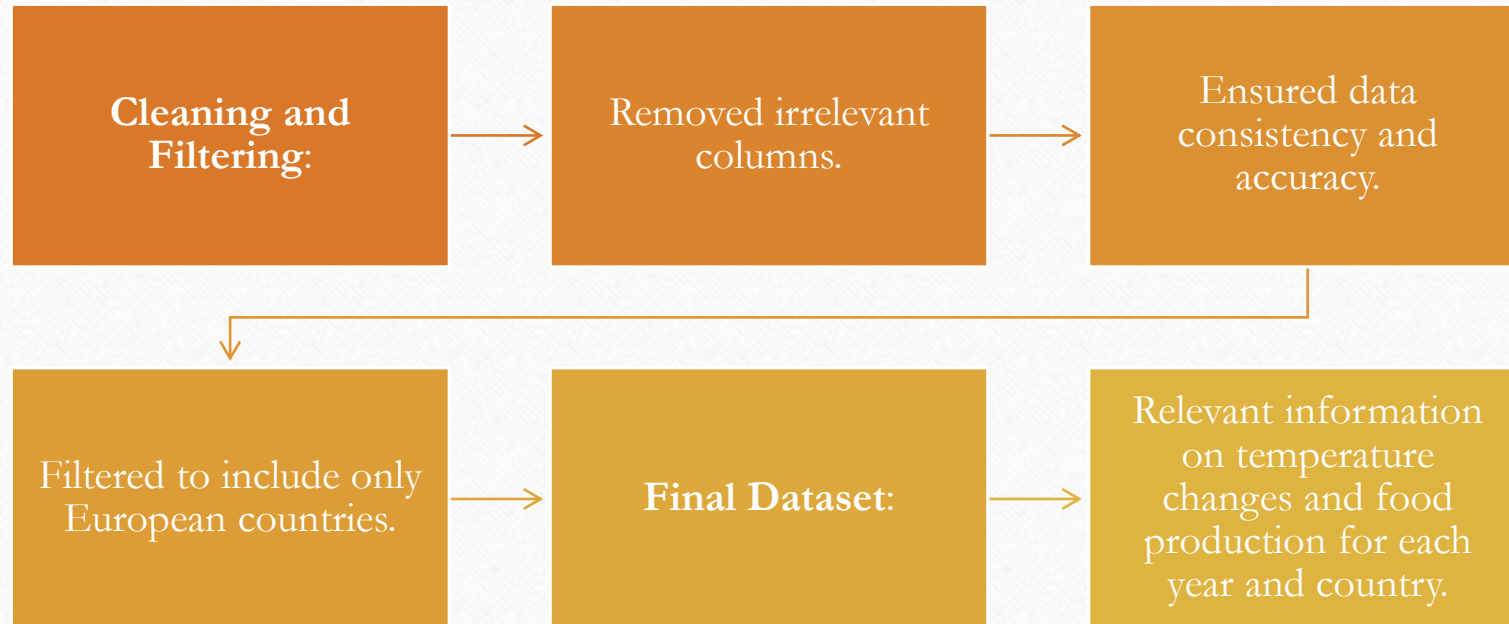 Cleaning and
Filtering:
Removed irrelevant
columns.
Ensured data
consistency and
accuracy.
Filtered to include only
European countries.
Final Dataset:
Relevant information
on temperature
changes and food
production for each
year and country.